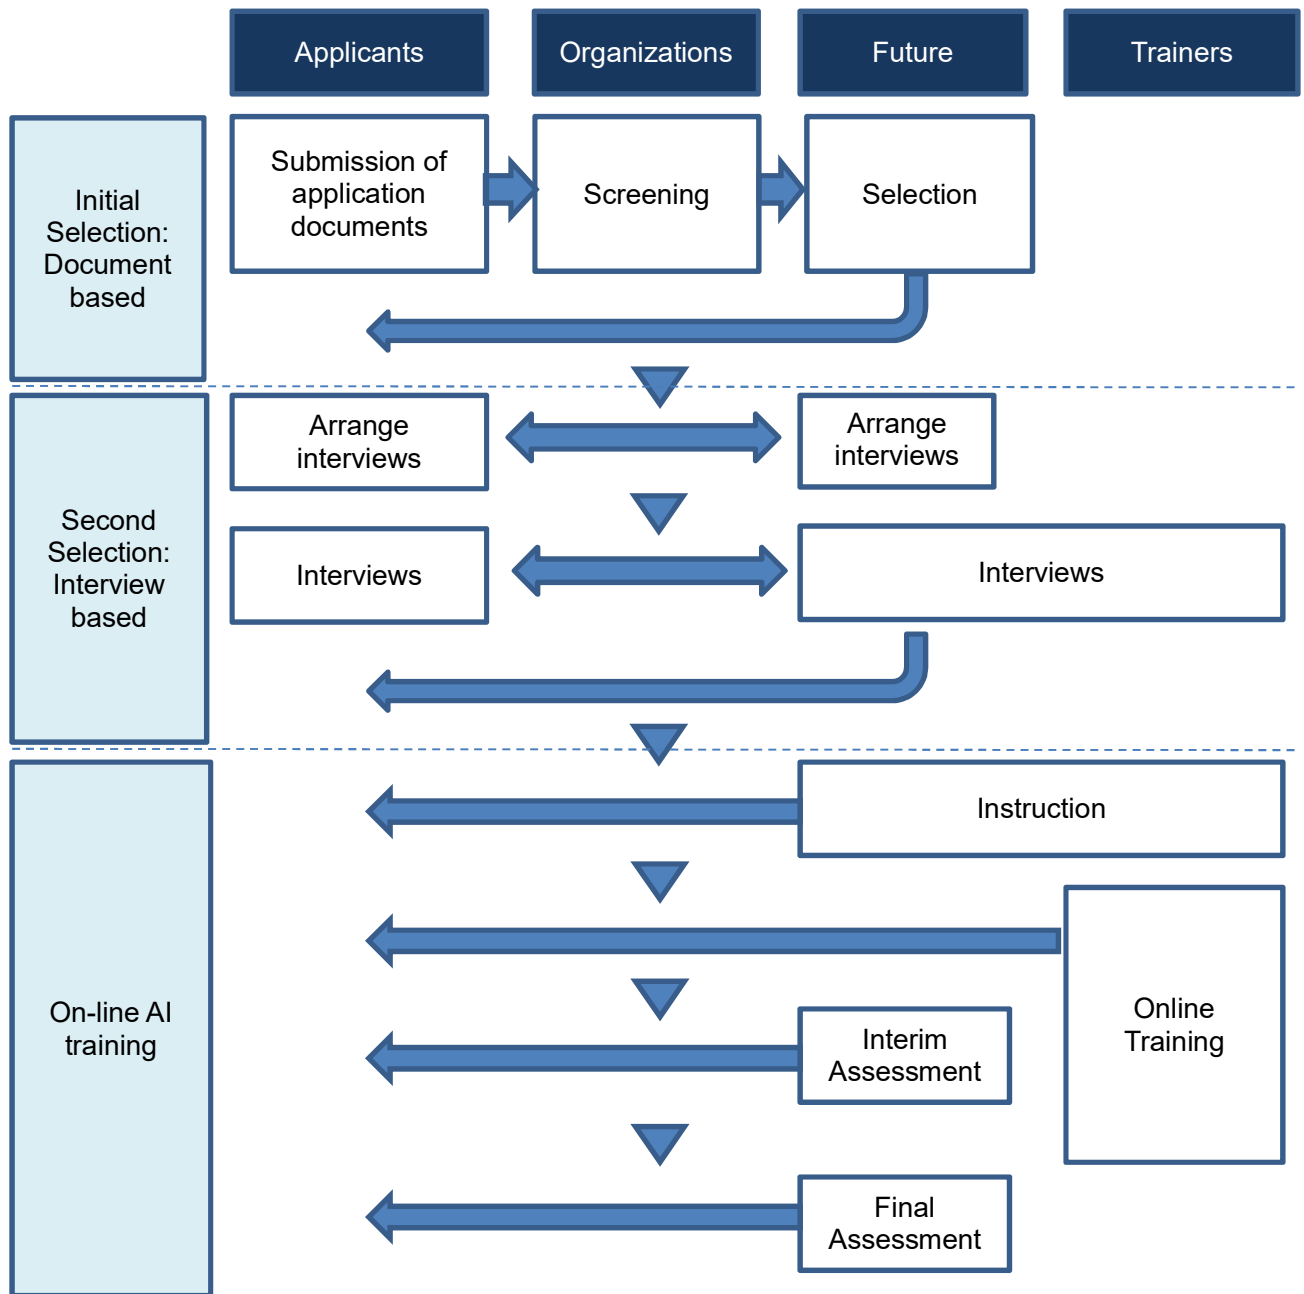 Applicants
Organizations
Future
Trainers
Initial
Selection:
Document
based
Submission of
application
documents
Screening
Selection
Second
Selection:
Interview
based
Arrange
interviews
Arrange
interviews
Interviews
Interviews
On-line AI
training
Instruction
Online
Training
Interim
Assessment
Final
Assessment